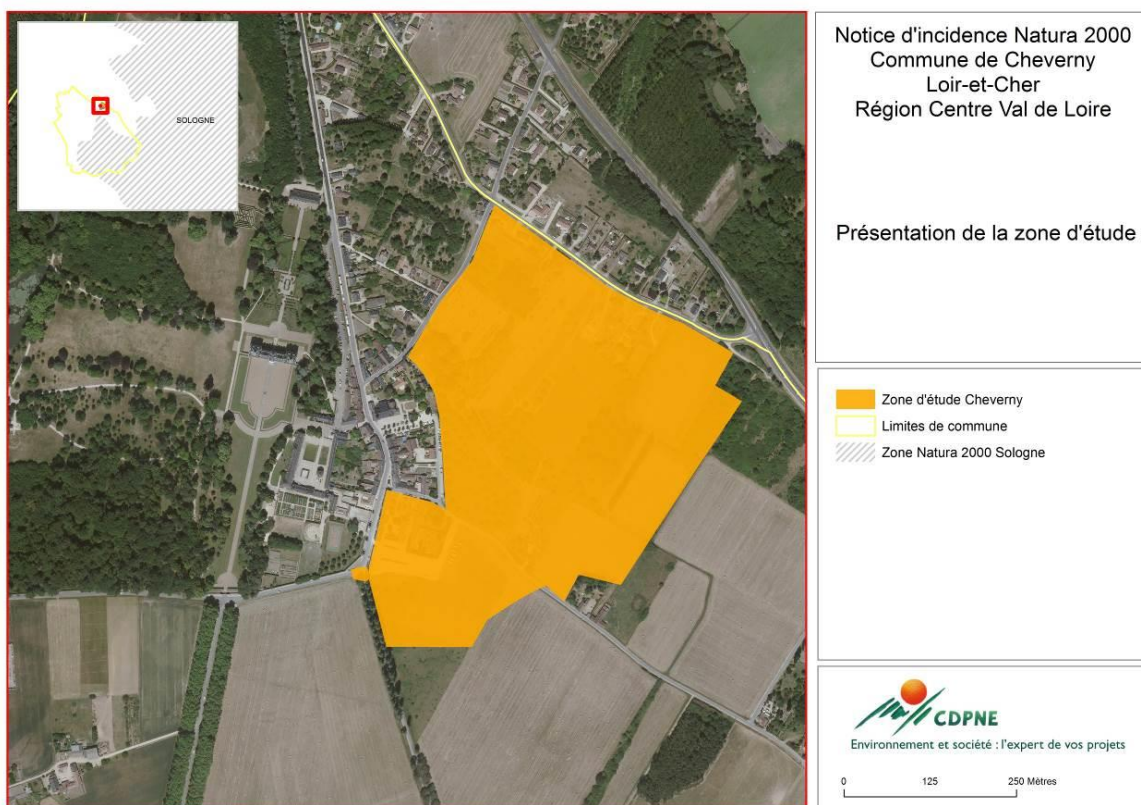 SOLOGNE
Notice d'incidence Natura 2000
Commune de Cheverny
Loir-et-Cher
Région Centre Val de Loire
Présentation de la zone d'étude
Zone d'étude Cheverny
Limites de commune
Zone Natura 2000 Sologne
CDPNE
Environnement et société : l'expert de vos projets
0 125 250 Mètres